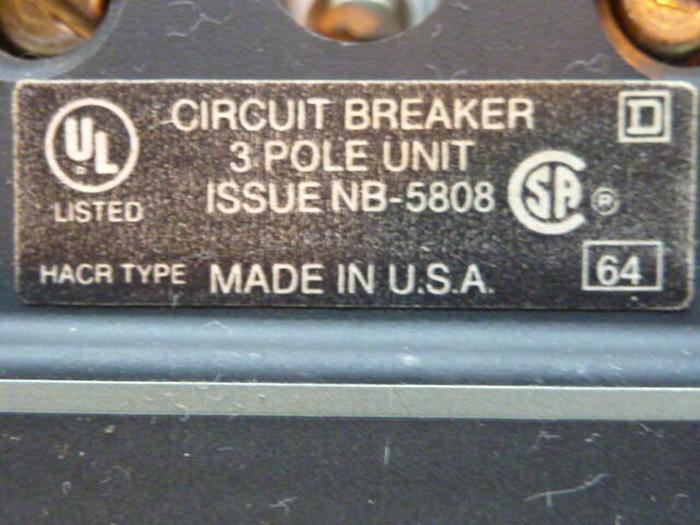 UL
LISTED
CIRCUIT BREAKER
3 POLE UNIT
ISSUE NB-5808
D
SA ®
HACR TYPE
MADE IN U.S.A.
64